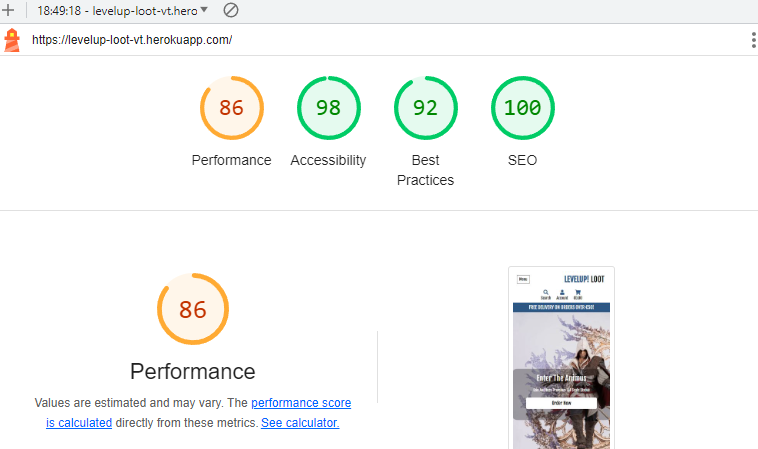 18:49:18 - levelup-loot-vt.hero
https://levelup-loot-vt.herokuapp.com/
86
98
92
100
Performance
Accessibility
Best
Practices
SEO
86
Performance
Values are estimated and may vary. The performance score
is calculated directly from these metrics. See calculator.
Menu
LEVELUP! LOOT
Search
Account
FREE DELIVERY ON ORDERS OVER £50!
Enter The Animus
Order Now